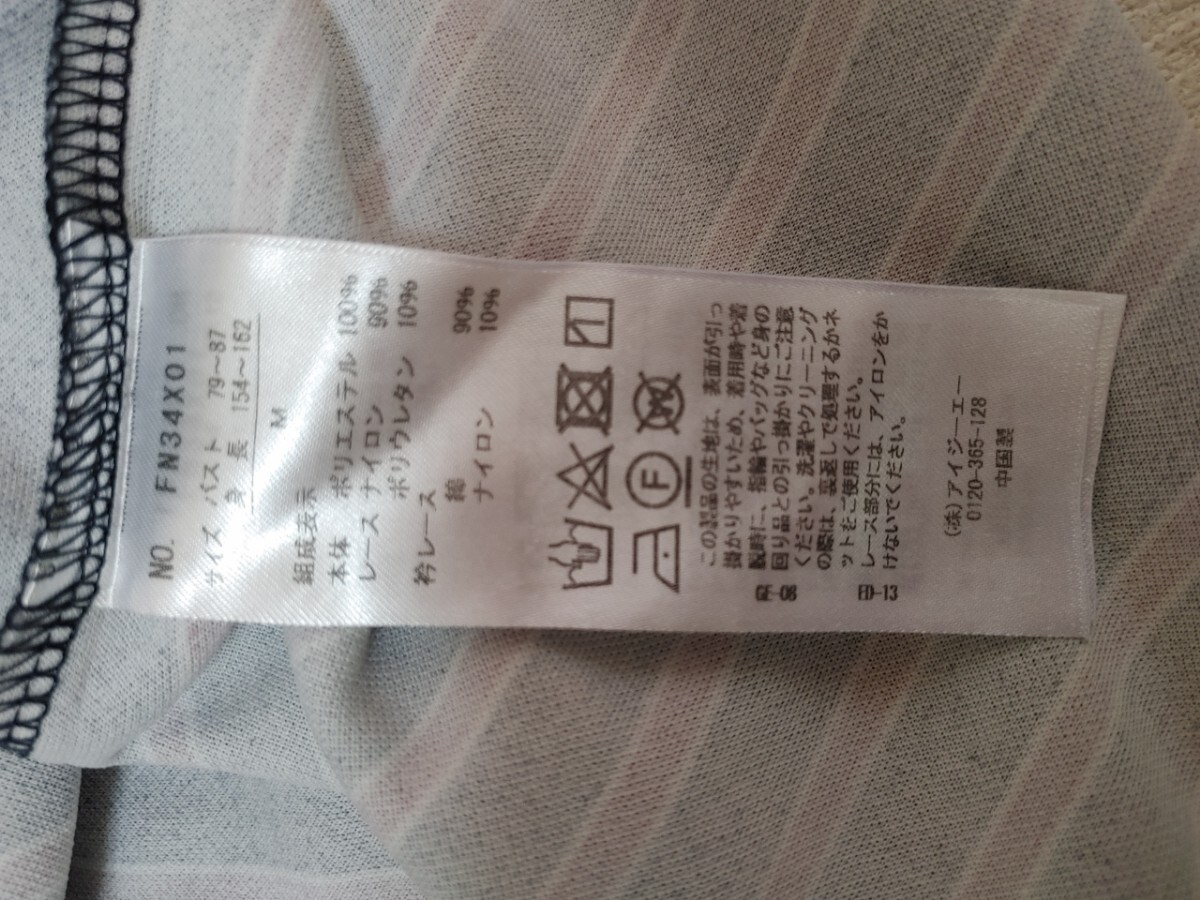 NO. FN34X01
サイズ バスト 79～87
身 長 154～162
M
組成表示
本体 ポリエステル 100%
レース ナイロン 90%
ポリウレタン 10%
衿レース
綿 90%
ナイロン 10%
F
W
この製品の生地は、表面が引っ
掛かりやすいため、着用時や着
脱時に、指輪やバッグなど身の
回り品との引っ掛かりにご注意
ください。洗濯やクリーニング
の際は、裏返しで処理するかネ
ットをご使用ください。
レース部分には、アイロンをか
けないでください。
(株)アイジーエー
0120-365-128
中国製